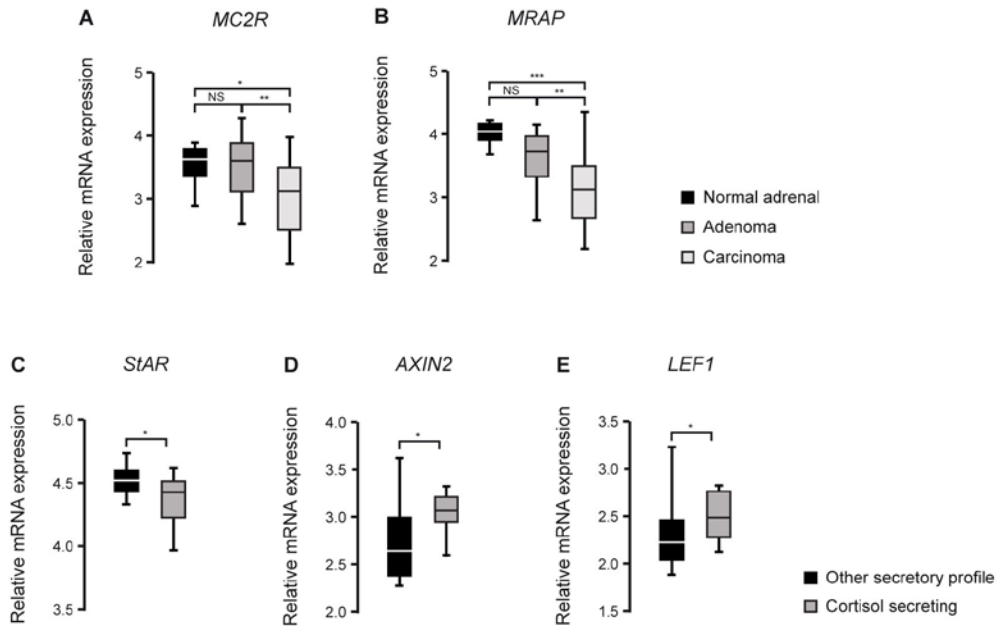 A
MC2R
Relative mRNA expression
5
4
3
2
*
NS
**
B
MRAP
Relative mRNA expression
5
4
3
2
***
NS
**
Normal adrenal
Adenoma
Carcinoma
C
StAR
Relative mRNA expression
5.0
4.5
4.0
3.5
*
D
AXIN2
Relative mRNA expression
4.0
3.5
3.0
2.5
2.0
*
E
LEF1
Relative mRNA expression
3.5
3.0
2.5
2.0
1.5
*
Other secretory profile
Cortisol secreting